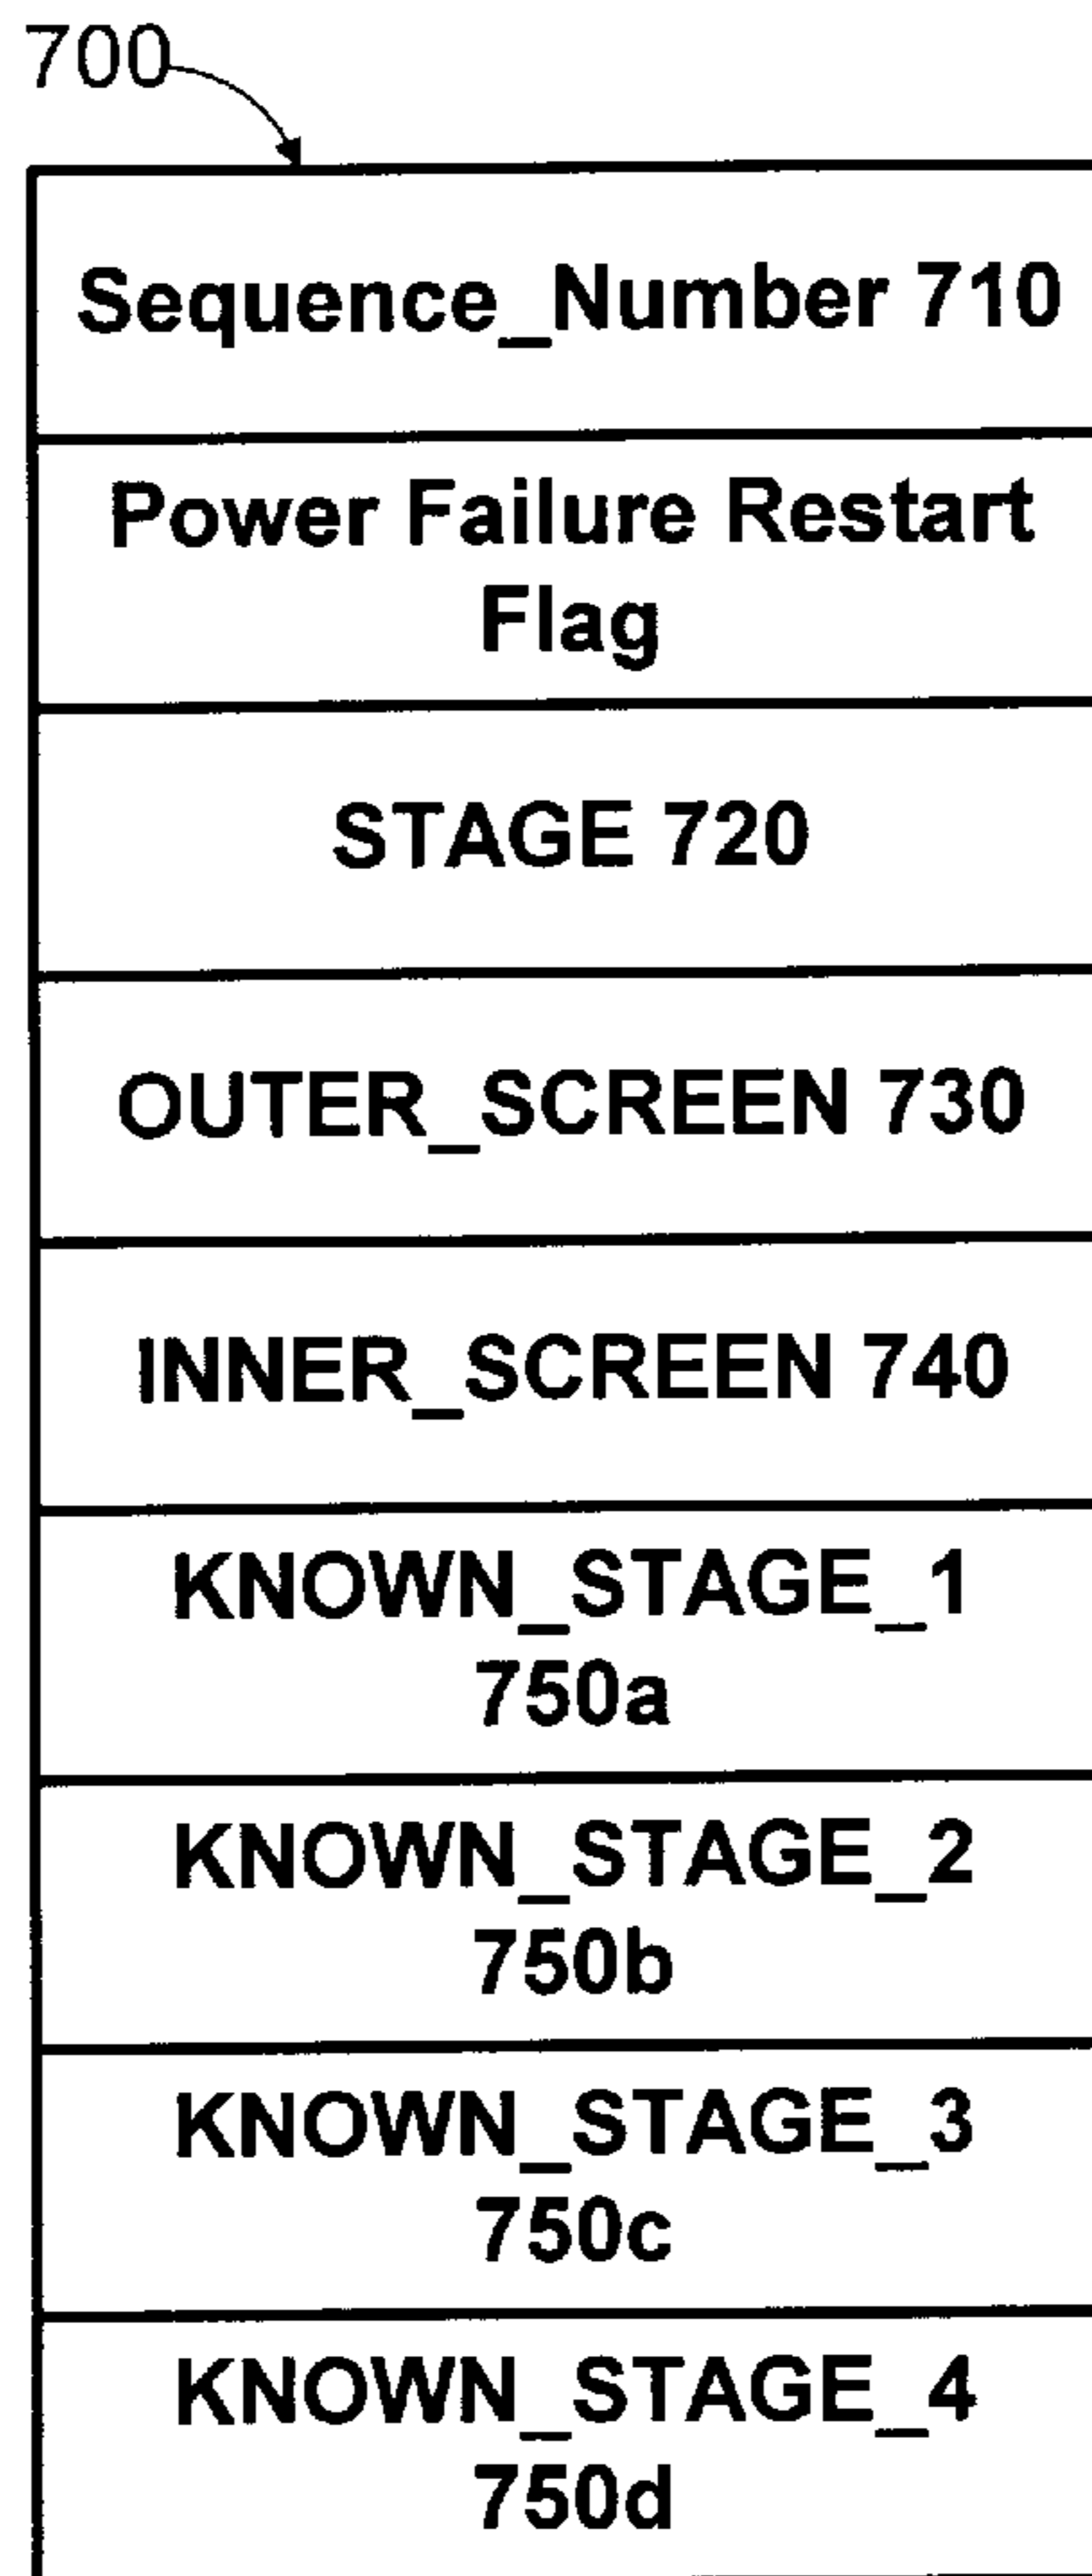 700
Sequence_Number 710
Power Failure Restart
Flag
STAGE 720
OUTER_SCREEN 730
INNER_SCREEN 740
KNOWN_STAGE_1
750a
KNOWN_STAGE_2
750b
KNOWN_STAGE_3
750c
KNOWN_STAGE_4
750d